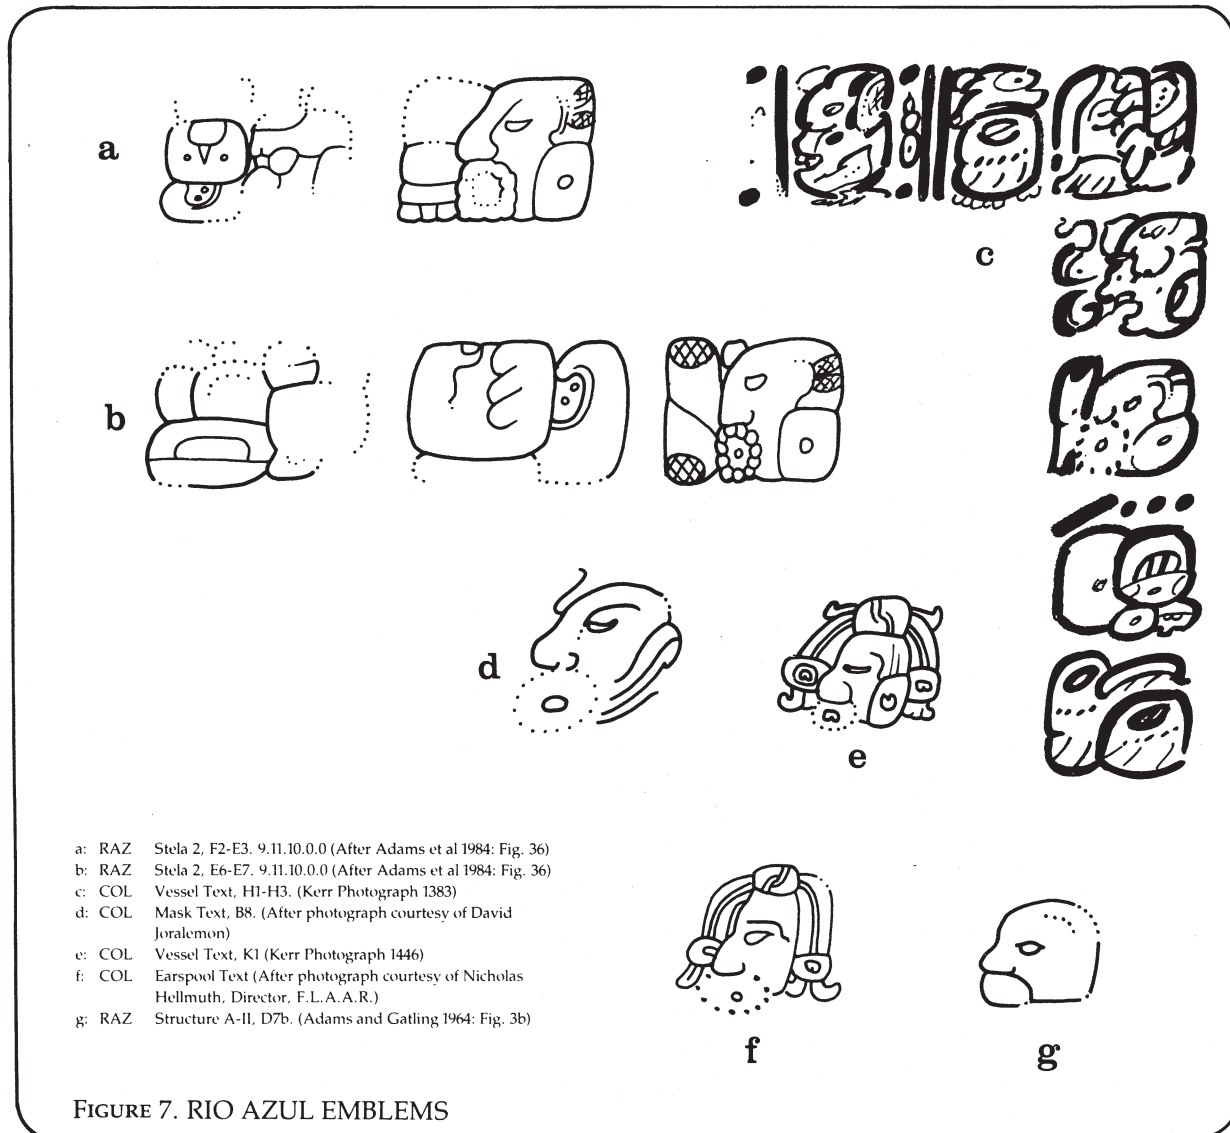 a
c
b
d
e
a: RAZ Stela 2, F2-E3. 9.11.10.0.0 (After Adams et al 1984: Fig. 36)
b: RAZ Stela 2, E6-E7. 9.11.10.0.0 (After Adams et al 1984: Fig. 36)
c: COL Vessel Text, H1-H3. (Kerr Photograph 1383)
d: COL Mask Text, B8. (After photograph courtesy of David
Joralemon)
e: COL Vessel Text, K1 (Kerr Photograph 1446)
f: COL Earspool Text (After photograph courtesy of Nicholas
Hellmuth, Director, F.L.A.A.R.)
g: RAZ Structure A-II, D7b. (Adams and Gatling 1964: Fig. 3b)
f
g
FIGURE 7. RIO AZUL EMBLEMS